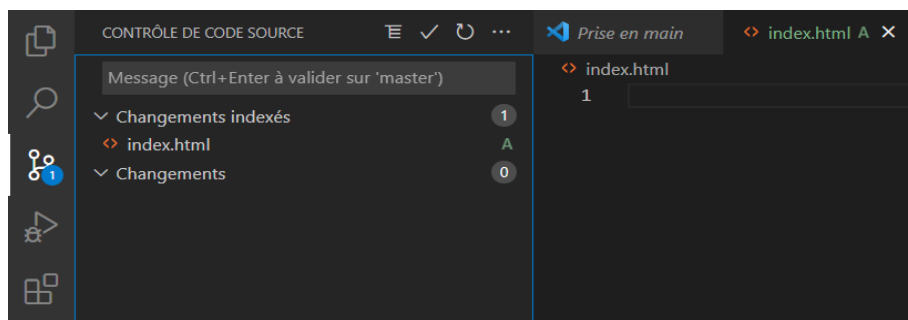 CONTRÔLE DE CODE SOURCE
Message (Ctrl+Enter à valider sur 'master')
Changements indexés 1
index.html A
Changements 0
1
Prise en main index.html A
index.html
1